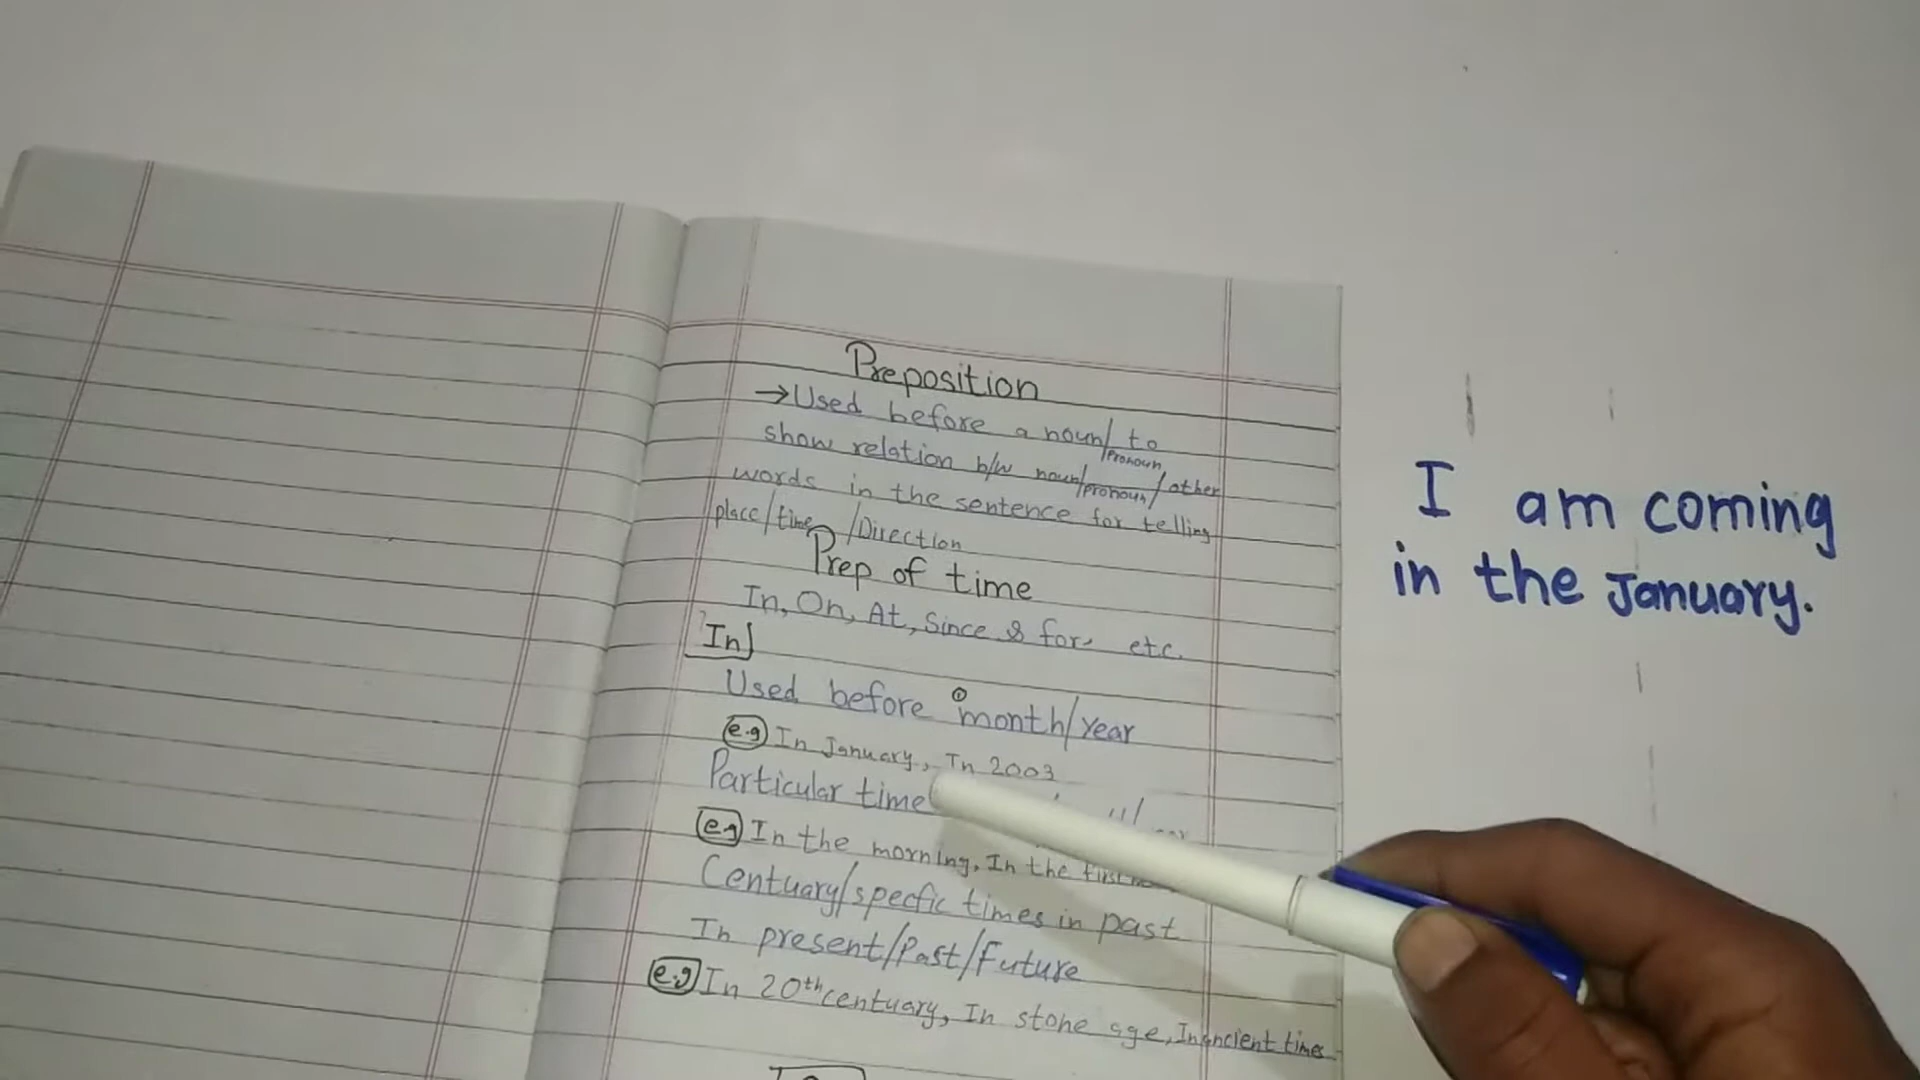 Preposition
→Used before a noun/pronoun to
show relation b/w noun/pronoun/other
words in the sentence for telling
place/time/Direction
Prep of time
In, On, At, Since & for etc.
In
Used before ① month/Year
e.g In January, In 2003
Particular time
e.g In the morning, In the first
Centuary/specfic times in past
In present/Past/Future
e.g In 20th centuary, In stone age, In ancient times
I am coming
in the January.